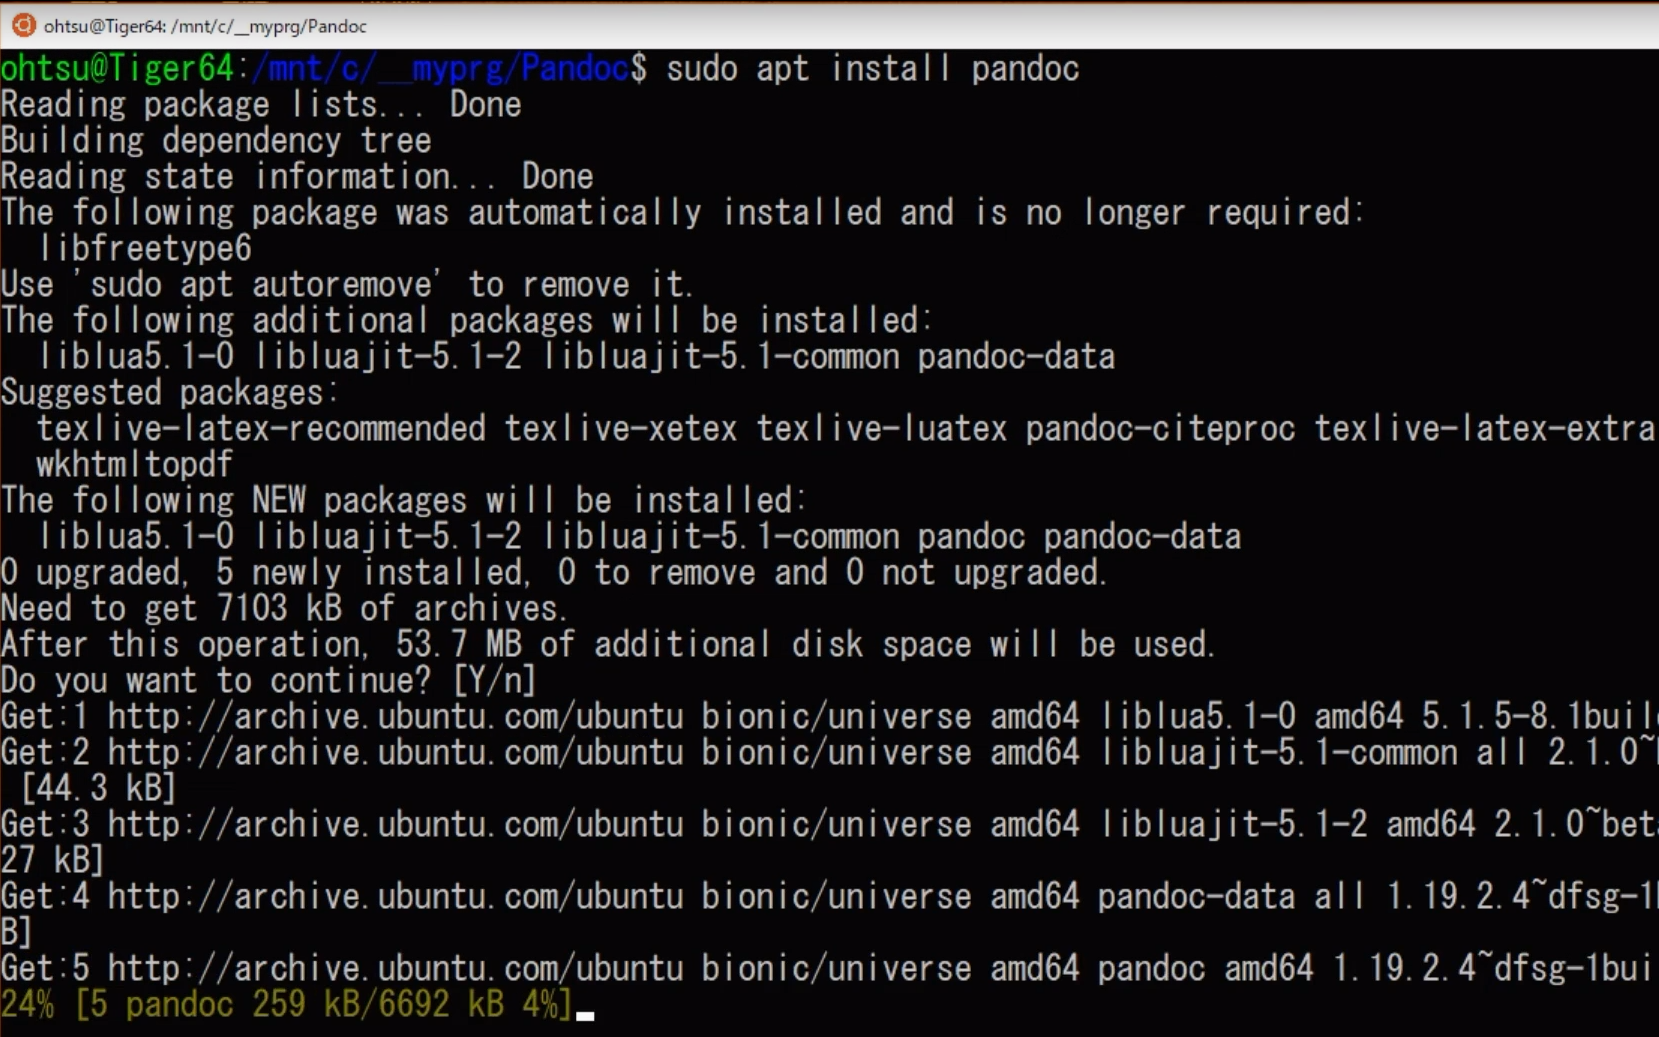 ohtsu@Tiger64: /mnt/c/__myprg/Pandoc
ohtsu@Tiger64:/mnt/c/__myprg/Pandoc$ sudo apt install pandoc
Reading package lists... Done
Building dependency tree
Reading state information... Done
The following package was automatically installed and is no longer required:
  libfreetype6
Use 'sudo apt autoremove' to remove it.
The following additional packages will be installed:
  liblua5.1-0 libluajit-5.1-2 libluajit-5.1-common pandoc-data
Suggested packages:
  texlive-latex-recommended texlive-xetex texlive-luatex pandoc-citeproc texlive-latex-extra
  wkhtmltopdf
The following NEW packages will be installed:
  liblua5.1-0 libluajit-5.1-2 libluajit-5.1-common pandoc pandoc-data
0 upgraded, 5 newly installed, 0 to remove and 0 not upgraded.
Need to get 7103 kB of archives.
After this operation, 53.7 MB of additional disk space will be used.
Do you want to continue? [Y/n]
Get:1 http://archive.ubuntu.com/ubuntu bionic/universe amd64 liblua5.1-0 amd64 5.1.5-8.1buil
Get:2 http://archive.ubuntu.com/ubuntu bionic/universe amd64 libluajit-5.1-common all 2.1.0~
 [44.3 kB]
Get:3 http://archive.ubuntu.com/ubuntu bionic/universe amd64 libluajit-5.1-2 amd64 2.1.0~bet
27 kB]
Get:4 http://archive.ubuntu.com/ubuntu bionic/universe amd64 pandoc-data all 1.19.2.4~dfsg-1
B]
Get:5 http://archive.ubuntu.com/ubuntu bionic/universe amd64 pandoc amd64 1.19.2.4~dfsg-1bui
24% [5 pandoc 259 kB/6692 kB 4%]